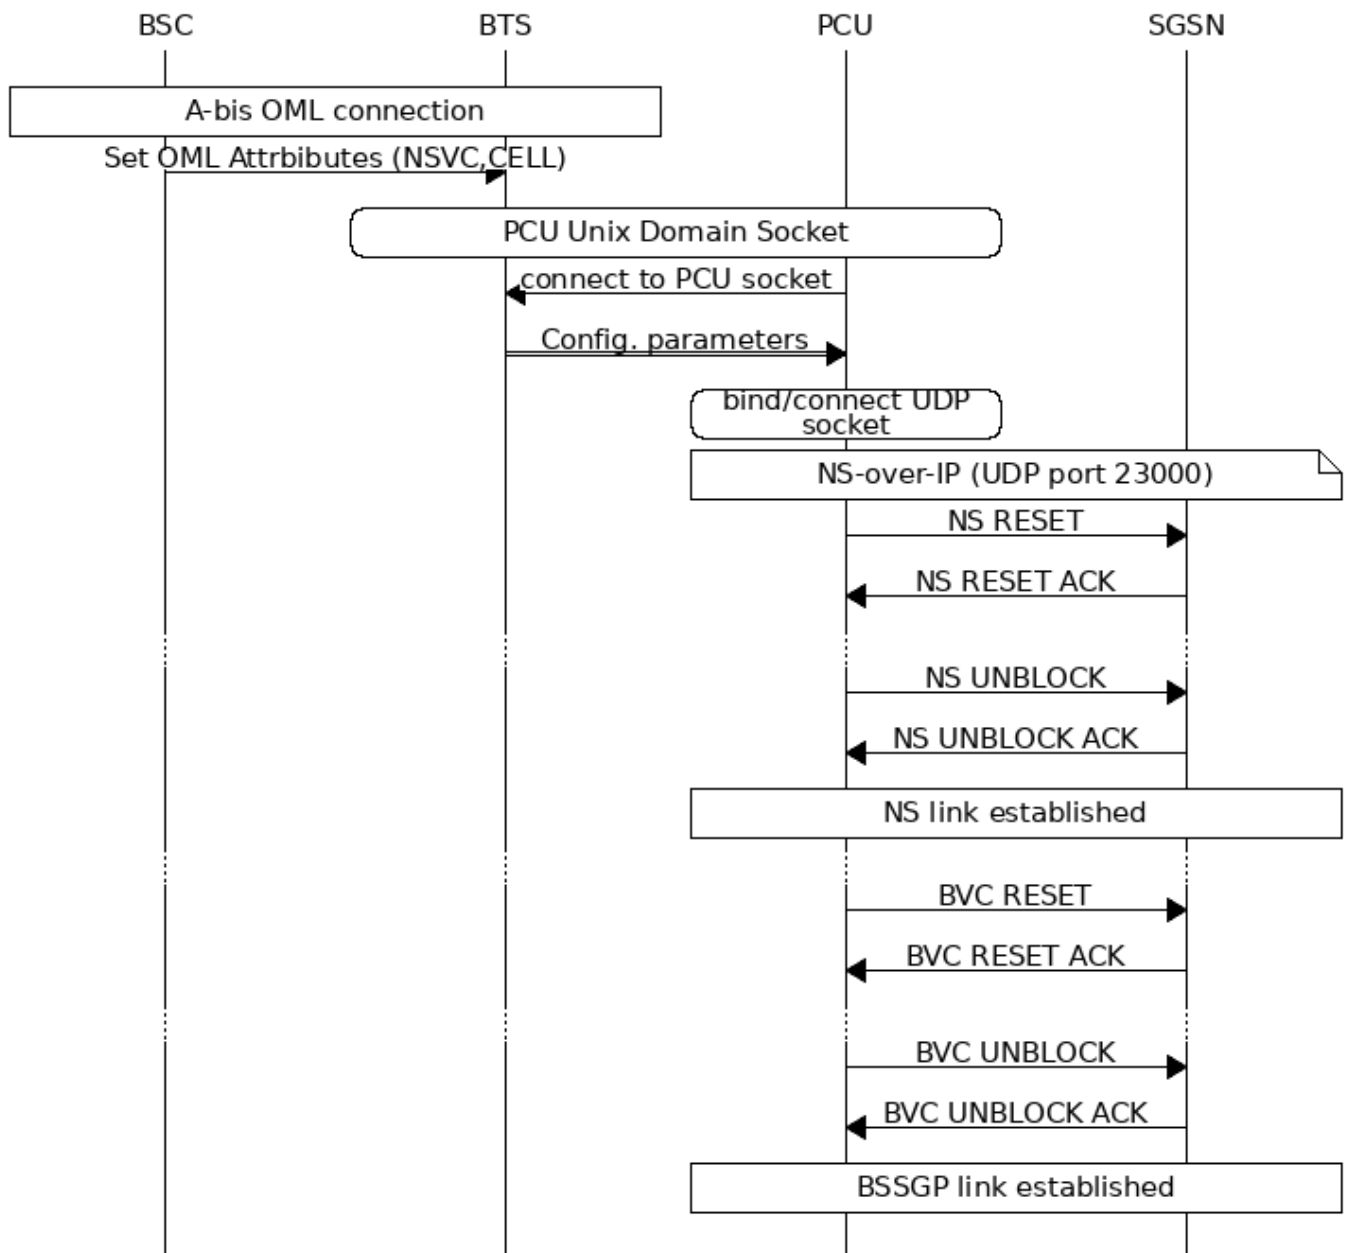 BSC BTS PCU SGSN
A-bis OML connection
Set OML Attrbibutes (NSVC,CELL)
PCU Unix Domain Socket
connect to PCU socket
Config. parameters
bind/connect UDP
socket
NS-over-IP (UDP port 23000)
NS RESET
NS RESET ACK
NS UNBLOCK
NS UNBLOCK ACK
NS link established
BVC RESET
BVC RESET ACK
BVC UNBLOCK
BVC UNBLOCK ACK
BSSGP link established